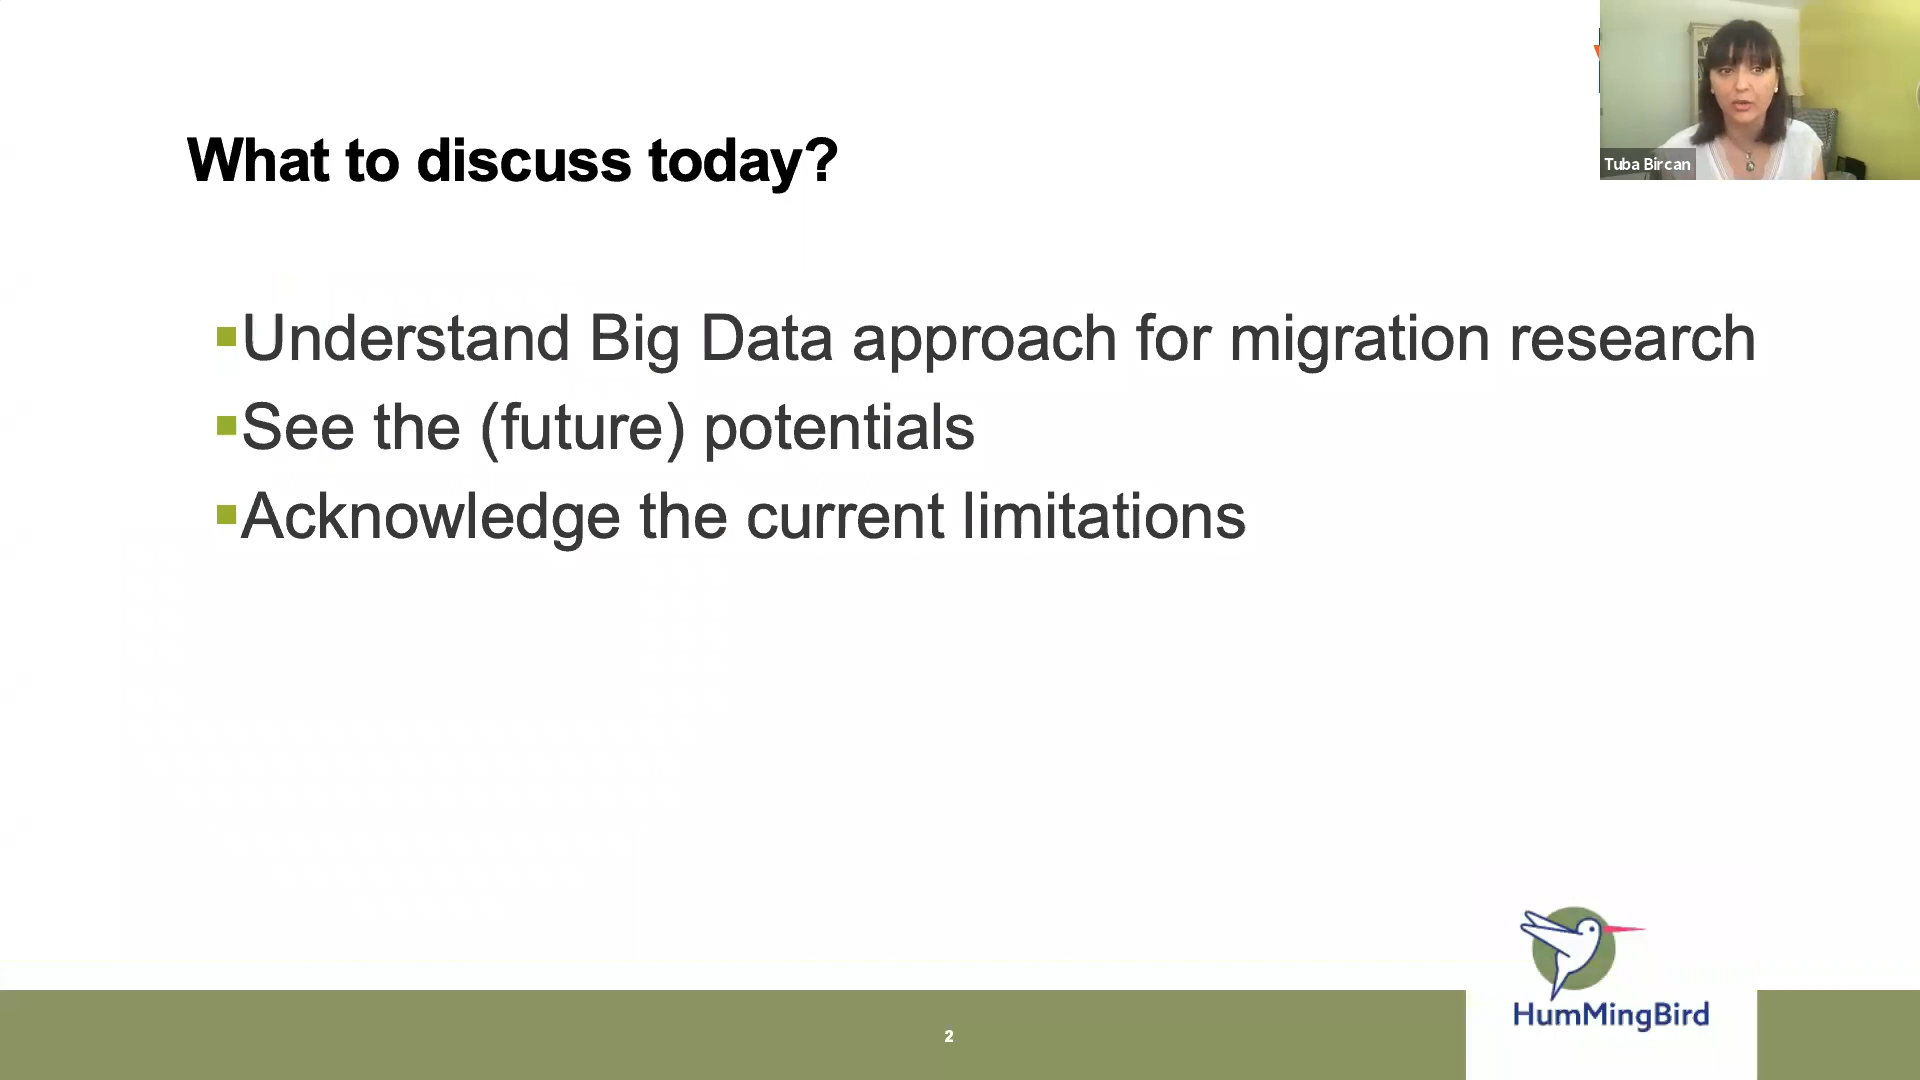 What to discuss today?
Tuba Bircan
▪Understand Big Data approach for migration research
▪See the (future) potentials
▪Acknowledge the current limitations
HumMingBird
2